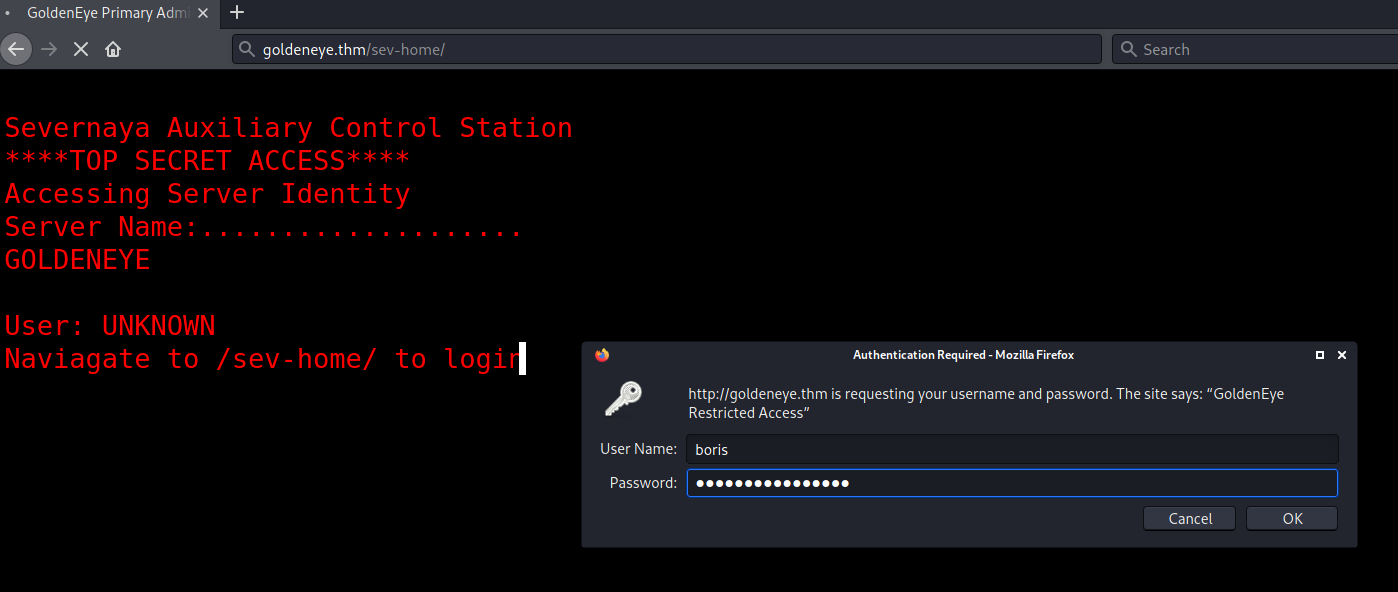 GoldenEye Primary Adm
goldeneye.thm/sev-home/
Search
Severnaya Auxiliary Control Station
****TOP SECRET ACCESS****
Accessing Server Identity
Server Name:....................
GOLDENEYE
User: UNKNOWN
Naviagate to /sev-home/ to login
Authentication Required - Mozilla Firefox
http://goldeneye.thm is requesting your username and password. The site says: “GoldenEye
Restricted Access”
User Name: boris
Password: ●●●●●●●●●●●●●●●●
Cancel OK